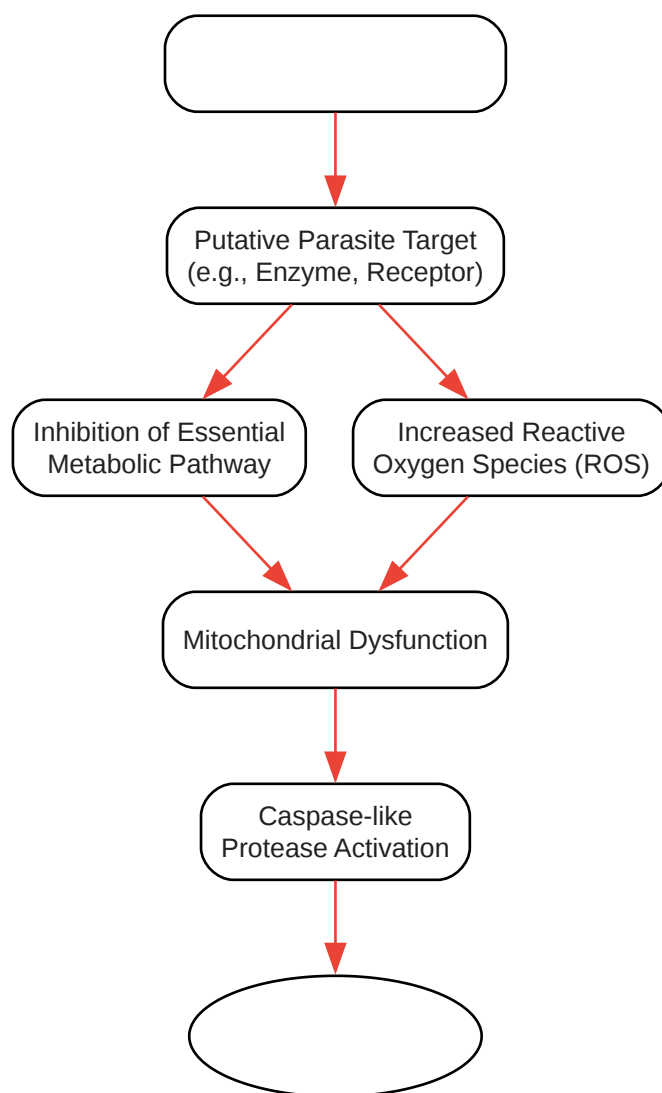 Putative Parasite Target
(e.g., Enzyme, Receptor)
Inhibition of Essential
Metabolic Pathway
Increased Reactive
Oxygen Species (ROS)
Mitochondrial Dysfunction
Caspase-like
Protease Activation